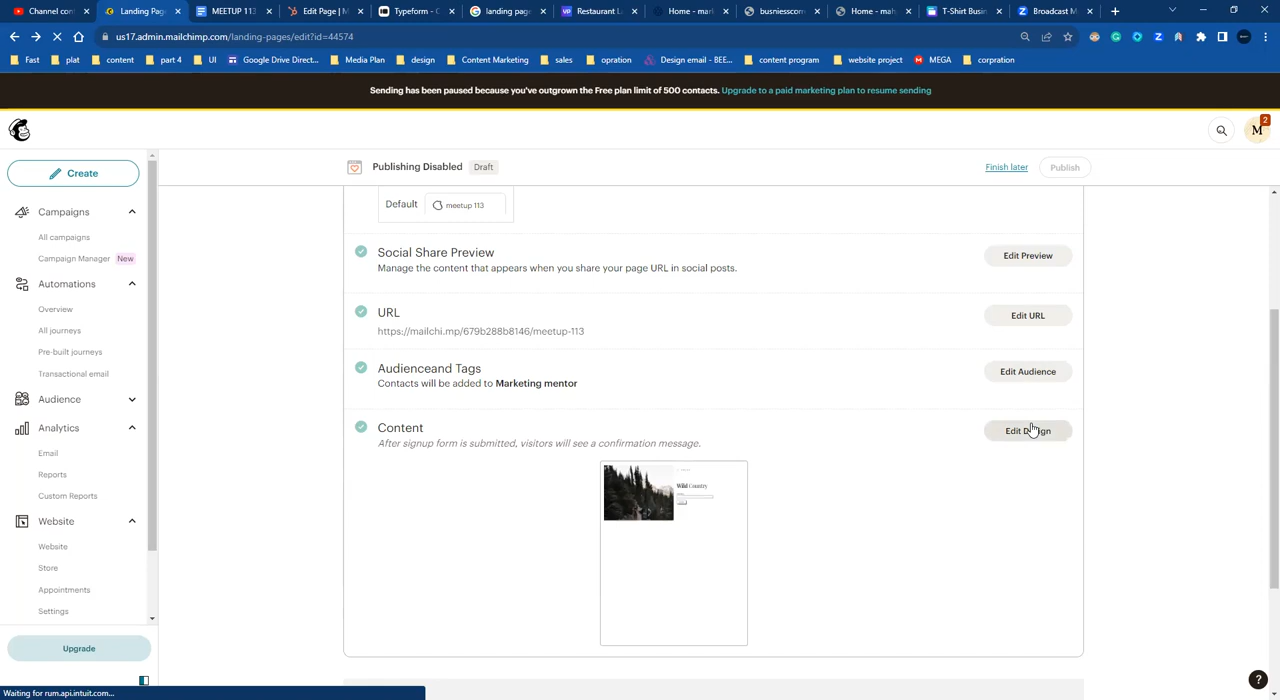 Channel con
Landing Pag
MEETUP 113
Edit Page | M
Typeform - C
landing page
Restaurant L
Home - mark
busniesscon
Home - mah
T-Shirt Busin
Broadcast M
us17.admin.mailchimp.com/landing-pages/edit?id=44574
Fast
plat
content
part 4
UI
Google Drive Direct...
Media Plan
design
Content Marketing
sales
opration
Design email - BEE...
content program
website project
MEGA
corpration
Sending has been paused because you've outgrown the Free plan limit of 500 contacts. Upgrade to a paid marketing plan to resume sending
M
2
Create
Publishing Disabled Draft
Finish later
Publish
Campaigns
All campaigns
Campaign Manager New
Automations
Overview
All journeys
Pre-built journeys
Transactional email
Audience
Analytics
Email
Reports
Custom Reports
Website
Website
Store
Appointments
Settings
Upgrade
Default meetup 113
Social Share Preview
Manage the content that appears when you share your page URL in social posts.
Edit Preview
URL
https://mailchi.mp/679b288b8146/meetup-113
Edit URL
Audienceand Tags
Contacts will be added to Marketing mentor
Edit Audience
Content
After signup form is submitted, visitors will see a confirmation message.
Edit Design
Wild Country
?
Waiting for rum.api.intuit.com...